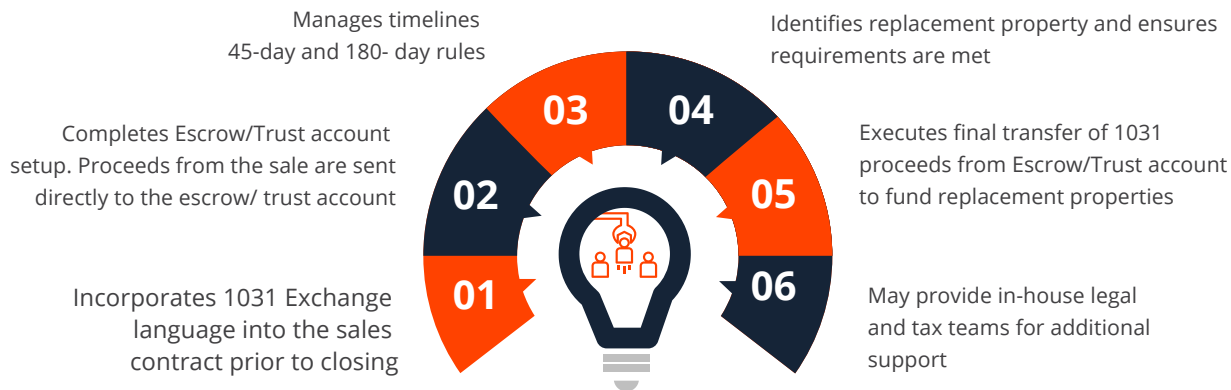 01
Incorporates 1031 Exchange
language into the sales
contract prior to closing
02
Completes Escrow/Trust account
setup. Proceeds from the sale are sent
directly to the escrow/ trust account
03
Manages timelines
45-day and 180- day rules
04
Identifies replacement property and ensures
requirements are met
05
Executes final transfer of 1031
proceeds from Escrow/Trust account
to fund replacement properties
06
May provide in-house legal
and tax teams for additional
support